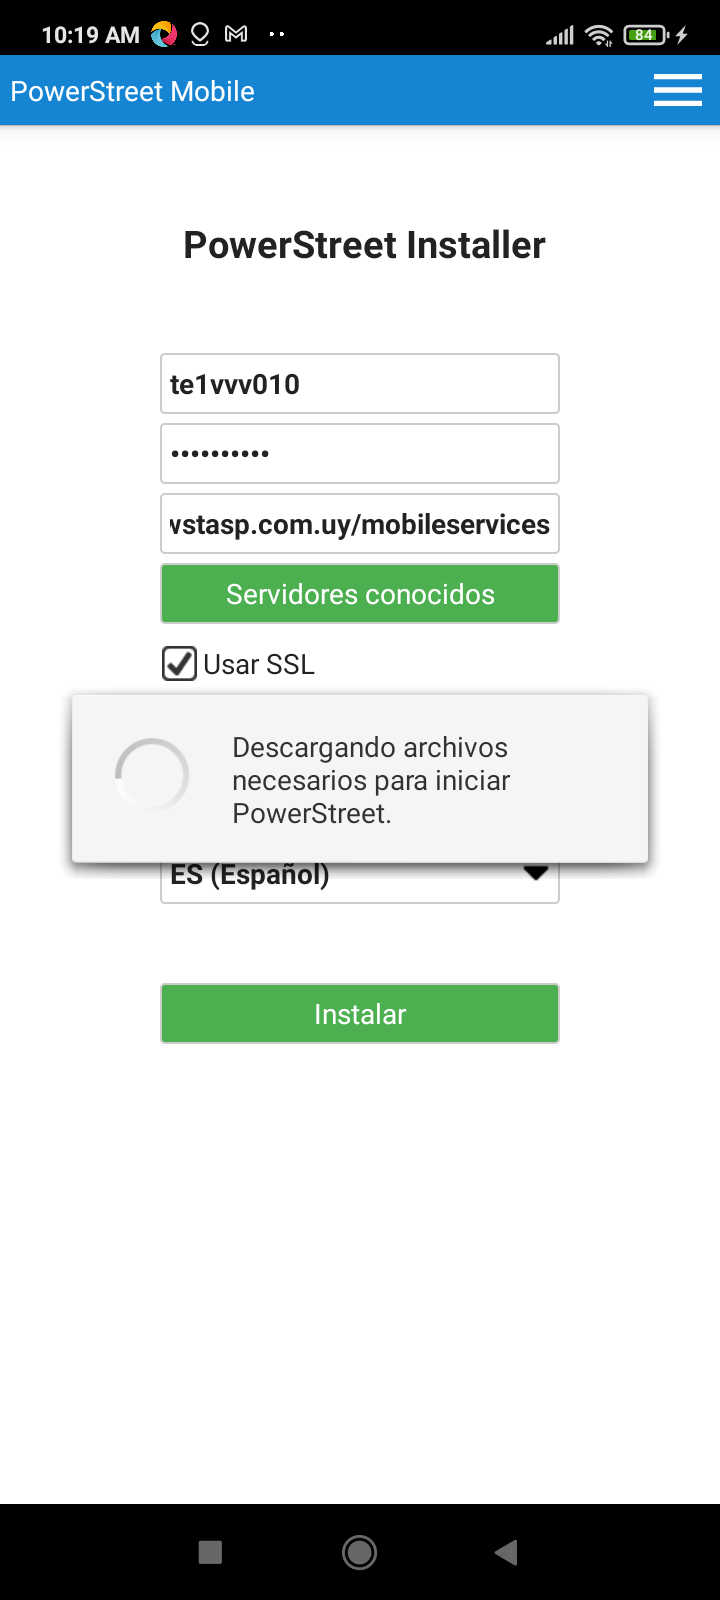 10:19 AM
84
PowerStreet Mobile
PowerStreet Installer
te1vvv010
••••••••••
vstasp.com.uy/mobileservices
Servidores conocidos
Usar SSL
Descargando archivos
necesarios para iniciar
PowerStreet.
ES (Español)
Instalar